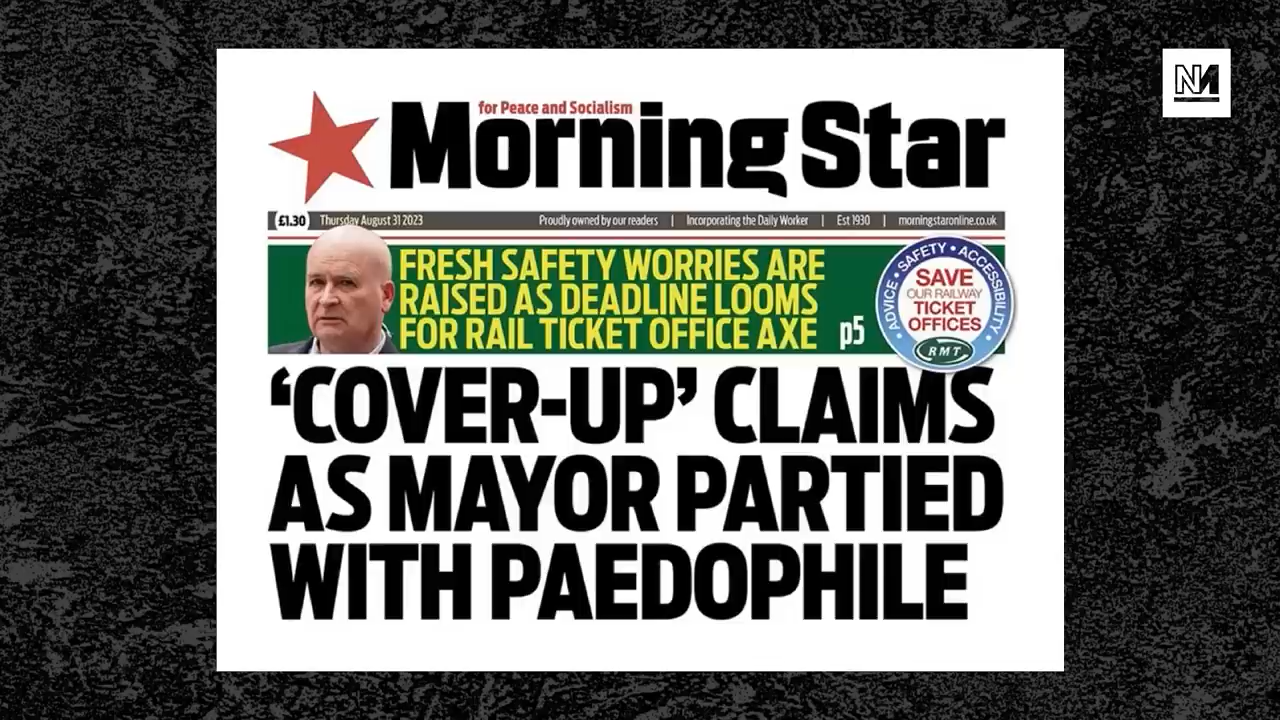 for Peace and Socialism
Morning Star
£1.30 Thursday August 31 2023 Proudly owned by our readers | Incorporating the Daily Worker | Est 1930 | morningstaronline.co.uk
FRESH SAFETY WORRIES ARE
RAISED AS DEADLINE LOOMS
FOR RAIL TICKET OFFICE AXE p5
ADVICE • SAFETY • ACCESSIBILITY •
SAVE
OUR RAILWAY
TICKET
OFFICES
RMT
‘COVER-UP’ CLAIMS
AS MAYOR PARTIED
WITH PAEDOPHILE
NM